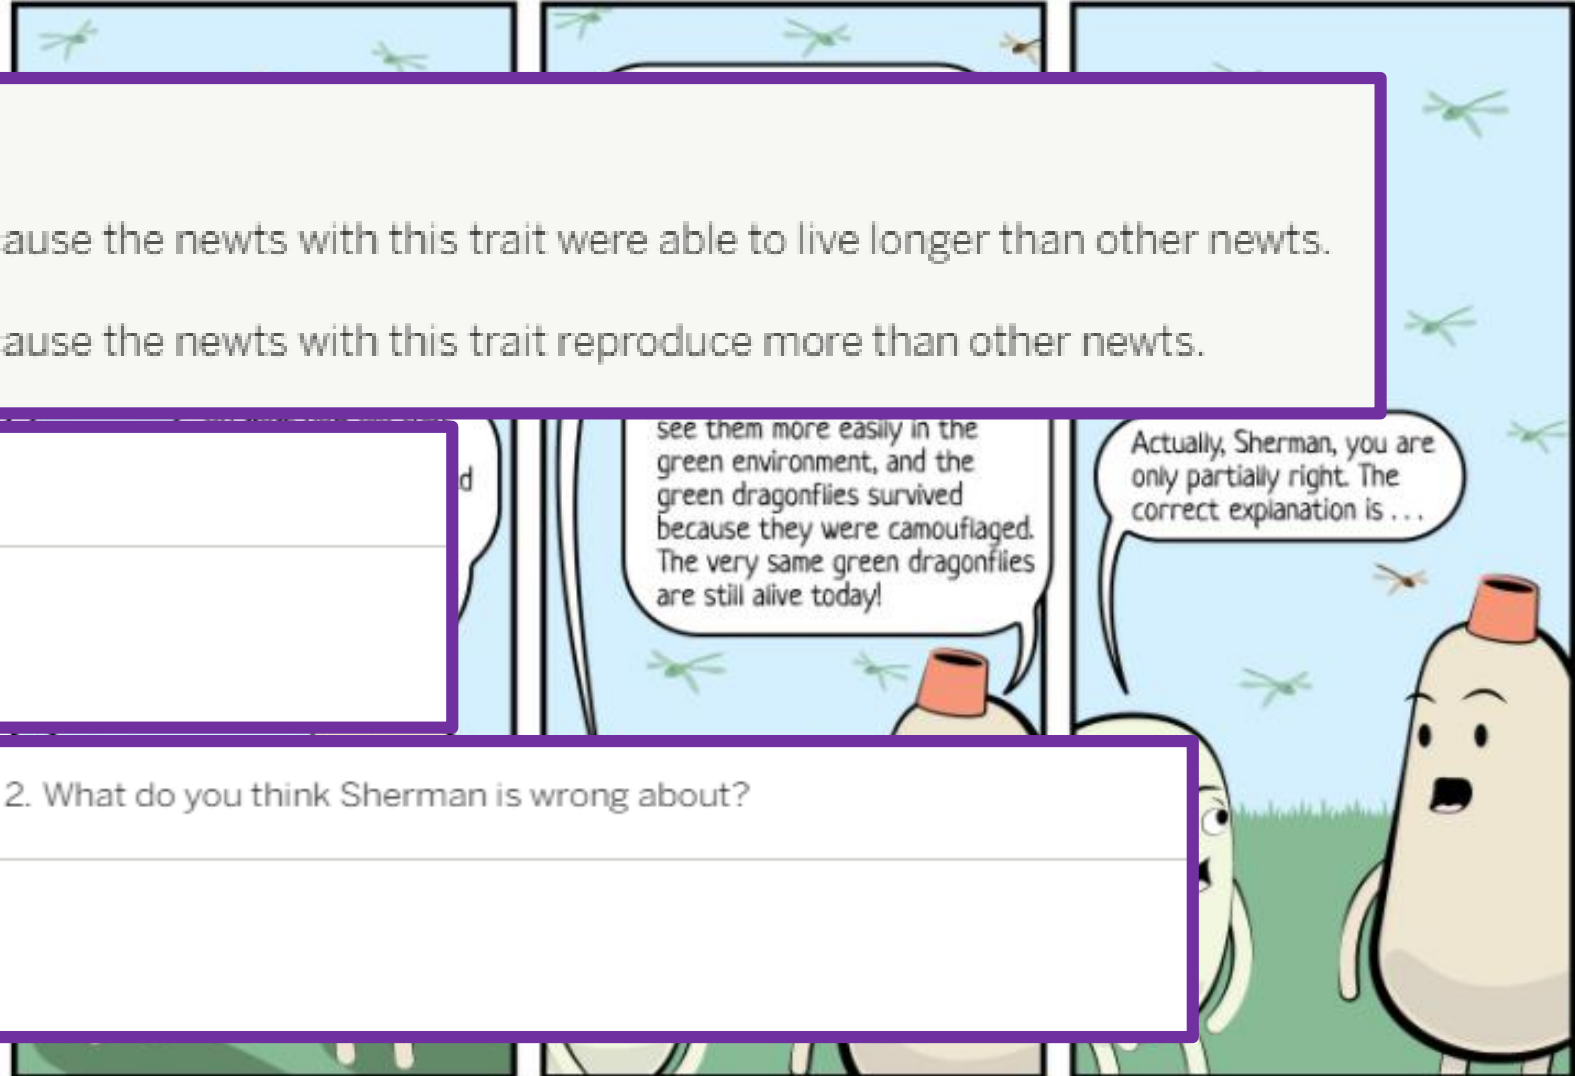 ause the newts with this trait were able to live longer than other newts.
ause the newts with this trait reproduce more than other newts.
d
see them more easily in the
green environment, and the
green dragonflies survived
because they were camouflaged.
The very same green dragonflies
are still alive today!
Actually, Sherman, you are
only partially right. The
correct explanation is . . .
2. What do you think Sherman is wrong about?